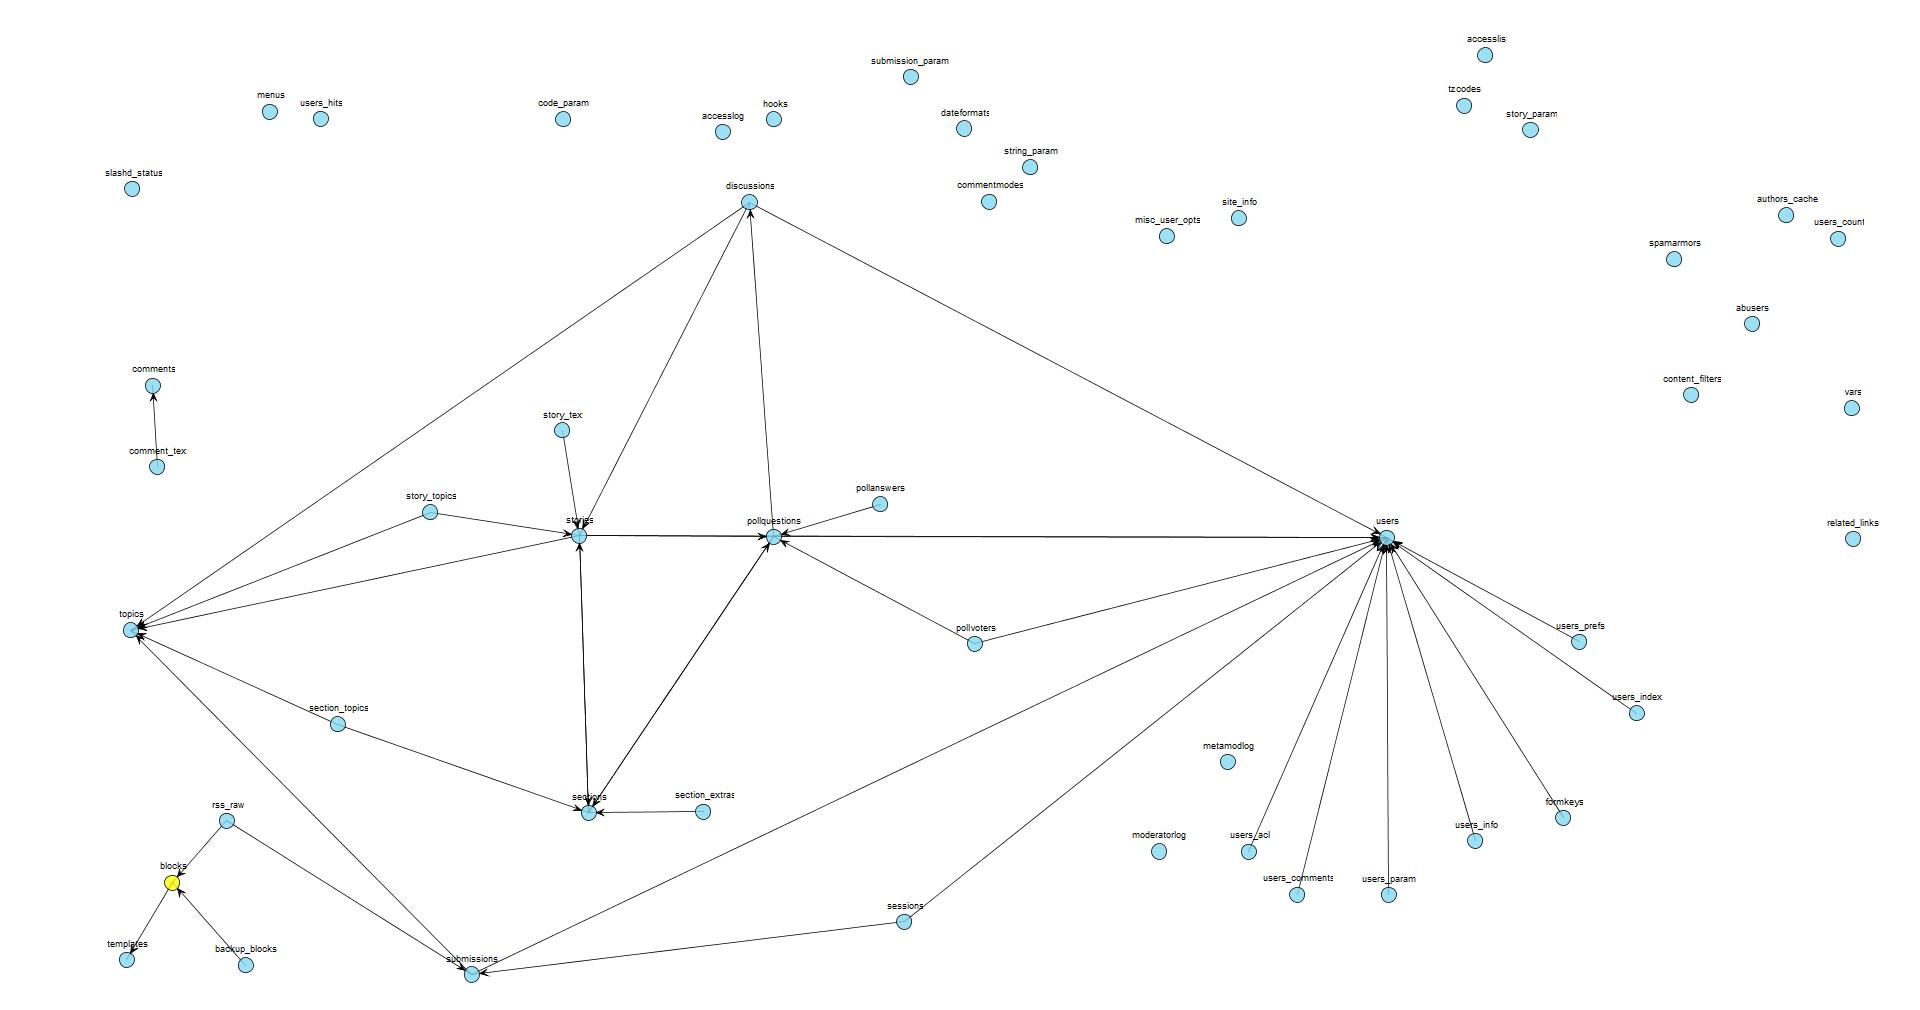 accesslis
submission_param
tzcodes
menus
users_hits
code_param
hooks
accesslog
dateformats
story_param
string_param
slashd_status
discussions
commentmodes
authors_cache
site_info
misc_user_opts
users_count
spamarmors
abusers
comments
content_filters
vars
story_tex
comment_tex
pollanswers
story_topics
stories
pollquestions
users
related_links
topics
pollvoters
users_prefs
users_index
section_topics
metamodlog
sections
section_extras
rss_raw
formkeys
users_info
moderatorlog
users_acl
blocks
users_comments
users_param
sessions
templates
backup_blocks
submissions